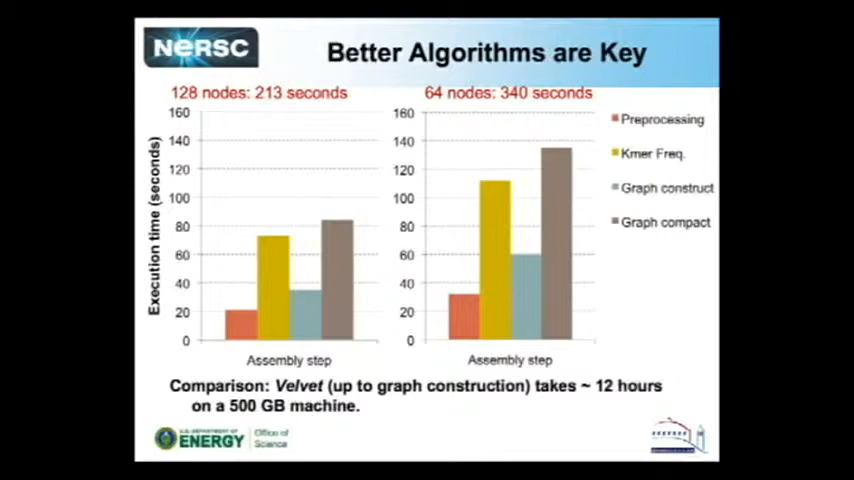 NERSC
Better Algorithms are Key
128 nodes: 213 seconds
64 nodes: 340 seconds
Execution time (seconds)
160
140
120
100
80
60
40
20
0
Assembly step
160
140
120
100
80
60
40
20
0
Assembly step
Preprocessing
Kmer Freq.
Graph construct
Graph compact
Comparison: Velvet (up to graph construction) takes ~ 12 hours
on a 500 GB machine.
U.S. DEPARTMENT OF
ENERGY
Office of
Science